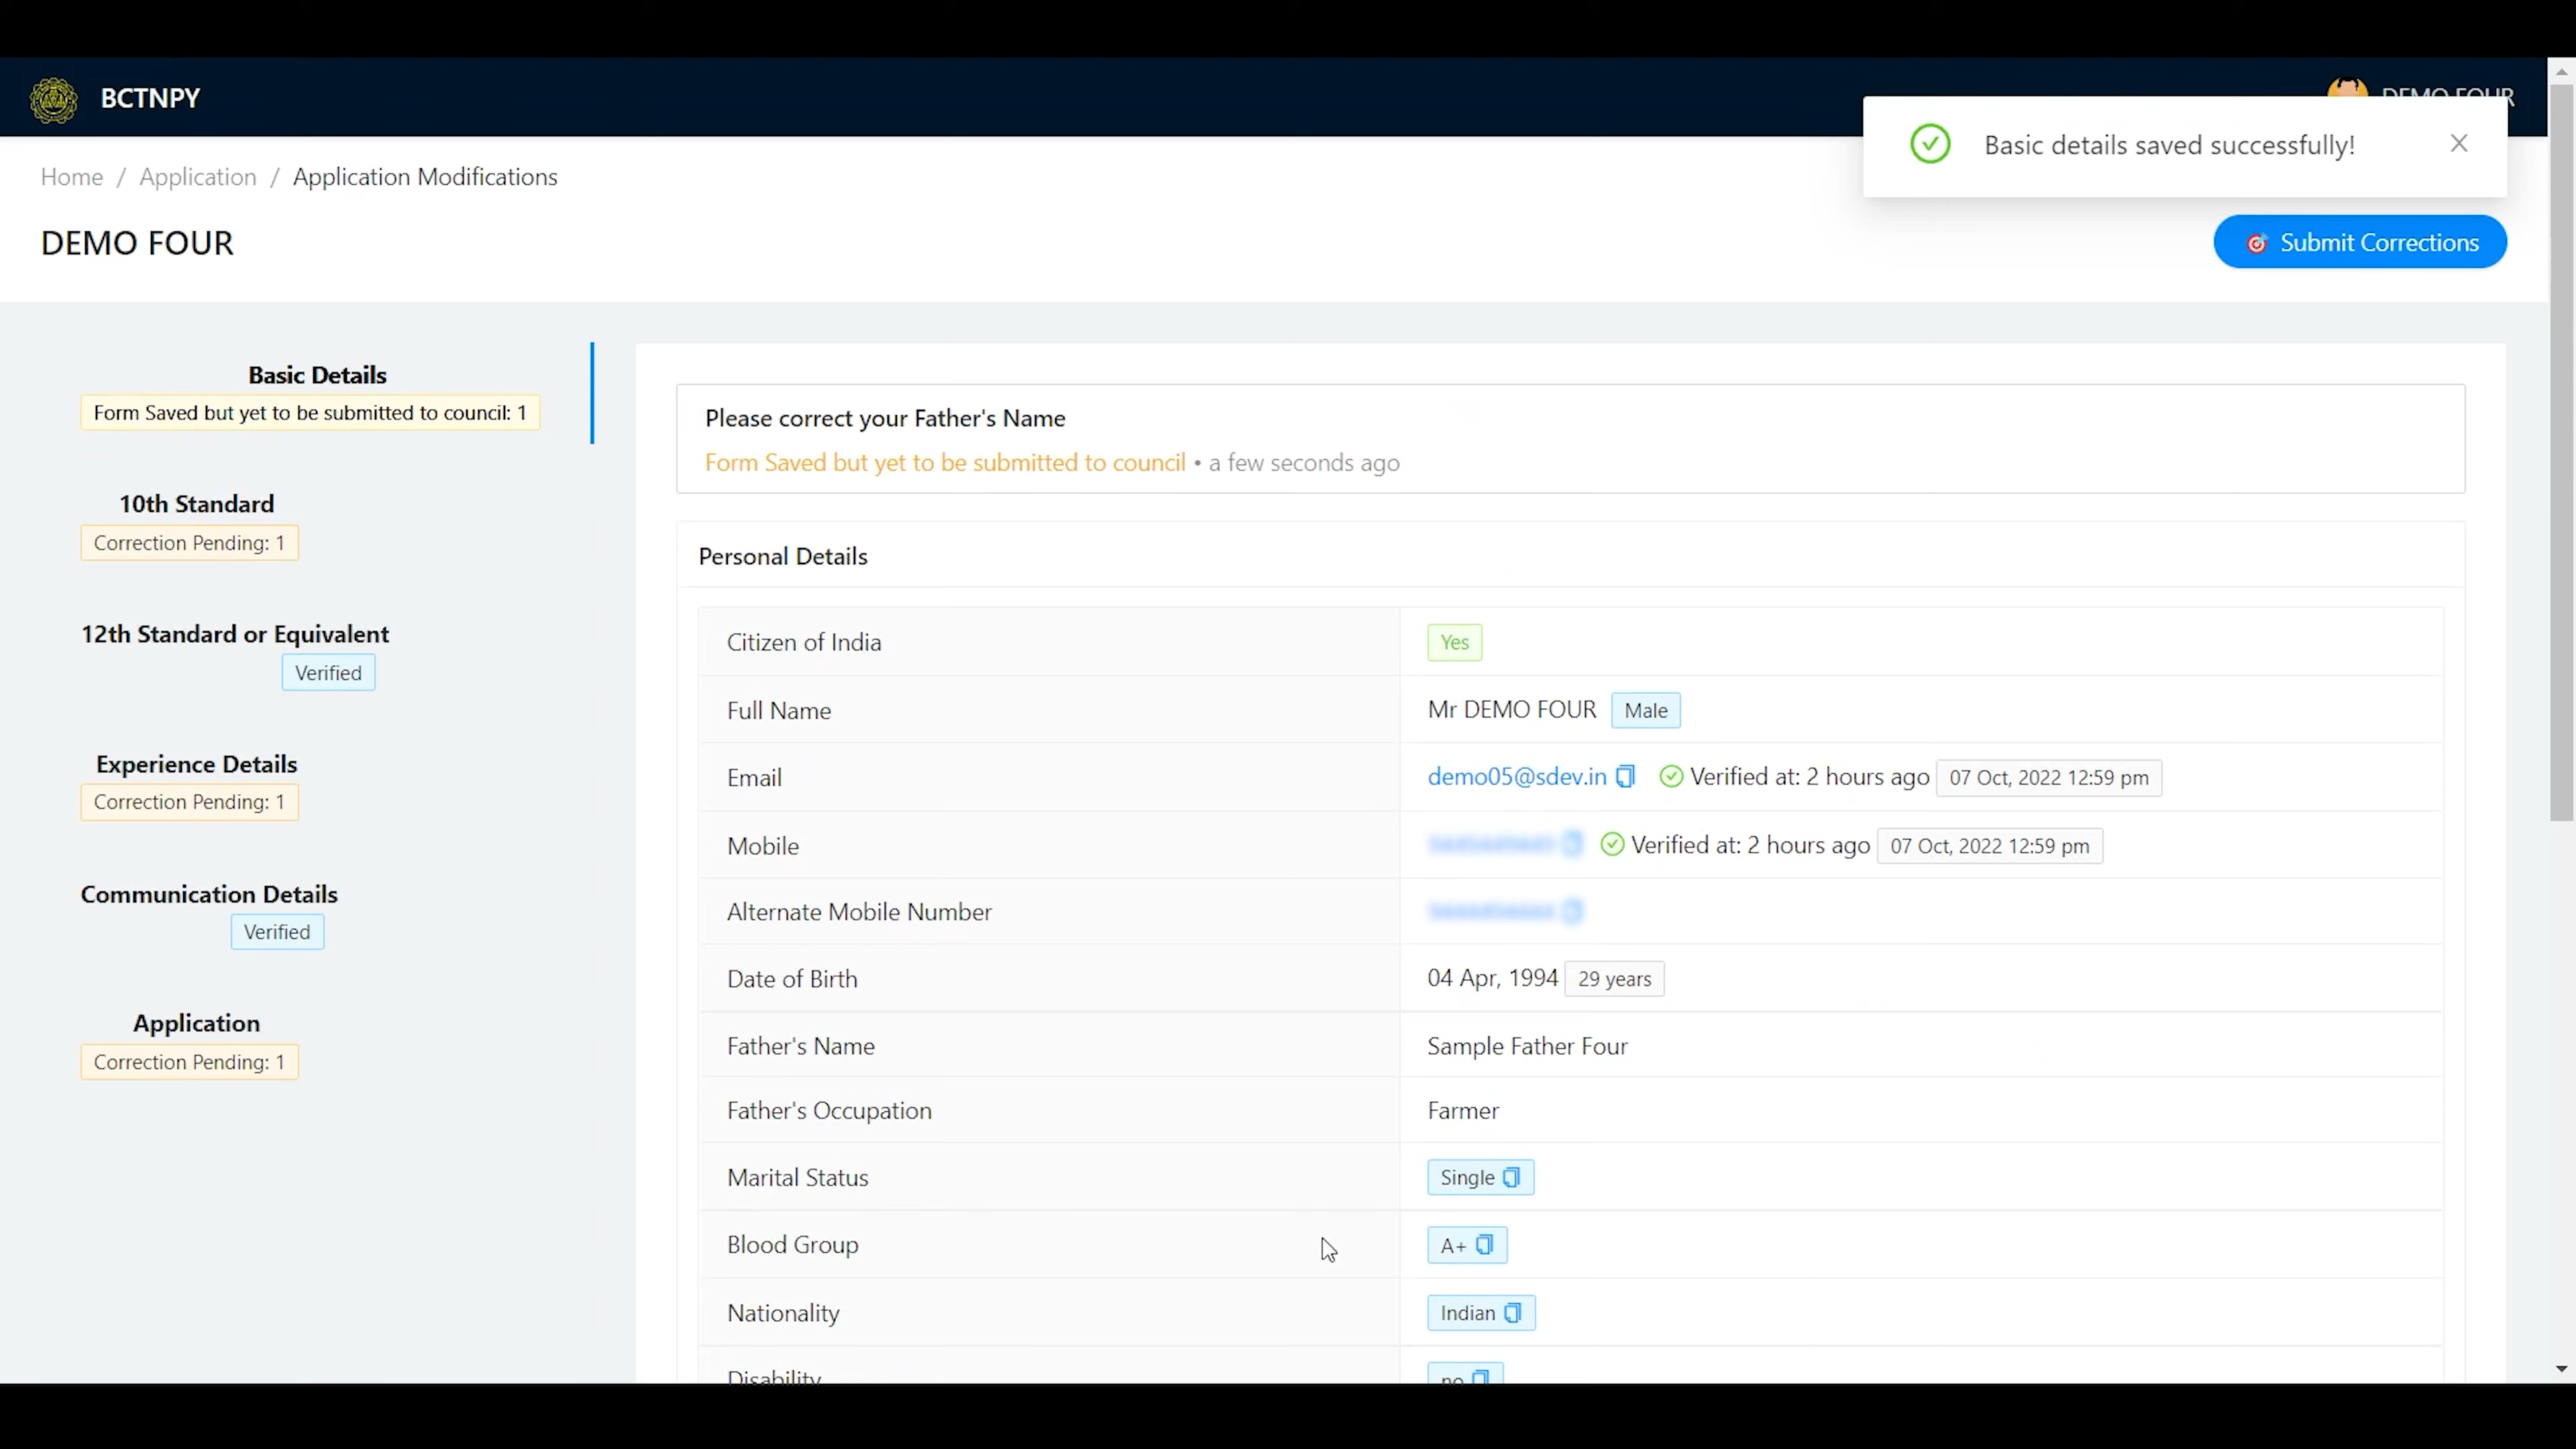 BCTNPY
DEMO FOUR
Basic details saved successfully!
Home / Application / Application Modifications
DEMO FOUR
Submit Corrections
Basic Details
Form Saved but yet to be submitted to council: 1
10th Standard
Correction Pending: 1
12th Standard or Equivalent
Verified
Experience Details
Correction Pending: 1
Communication Details
Verified
Application
Correction Pending: 1
Please correct your Father's Name
Form Saved but yet to be submitted to council • a few seconds ago
Personal Details
Citizen of India Yes
Full Name Mr DEMO FOUR Male
Email demo05@sdev.in Verified at: 2 hours ago 07 Oct, 2022 12:59 pm
Mobile Verified at: 2 hours ago 07 Oct, 2022 12:59 pm
Alternate Mobile Number
Date of Birth 04 Apr, 1994 29 years
Father's Name Sample Father Four
Father's Occupation Farmer
Marital Status Single
Blood Group A+
Nationality Indian
Disability no